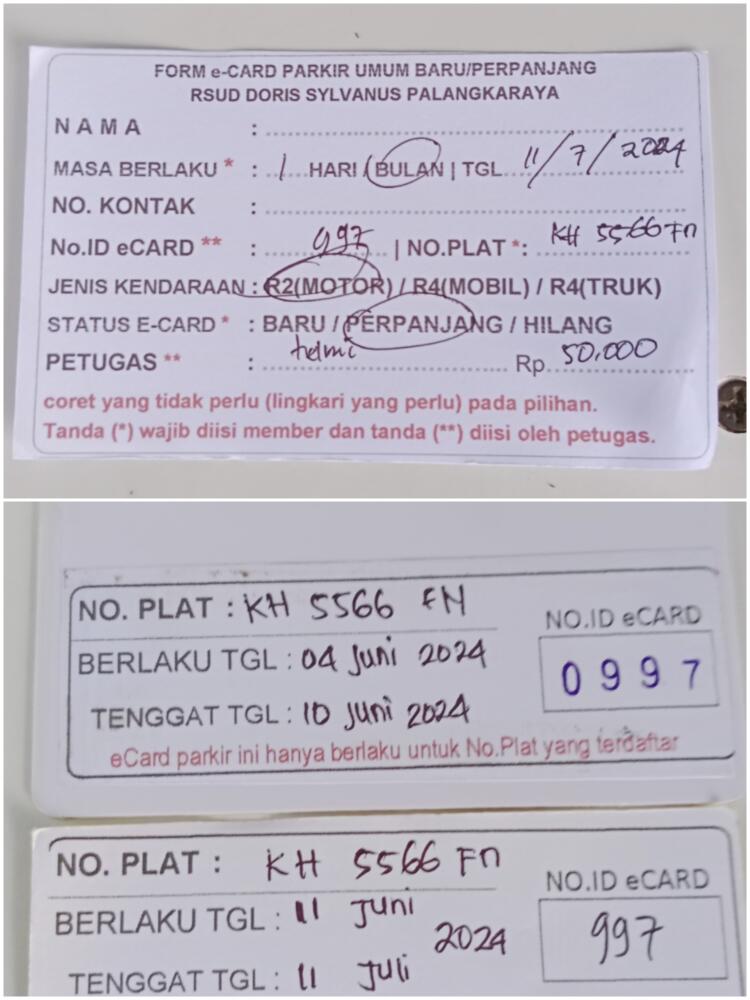 FORM e-CARD PARKIR UMUM BARU/PERPANJANG
RSUD DORIS SYLVANUS PALANGKARAYA
NAMA :
MASA BERLAKU * : 1 HARI / BULAN | TGL 11/7/2024
NO. KONTAK :
No.ID eCARD ** : 997 | NO.PLAT *: KH 5566 Fn
JENIS KENDARAAN : R2(MOTOR) / R4(MOBIL) / R4(TRUK)
STATUS E-CARD * : BARU / PERPANJANG / HILANG
PETUGAS ** : helmi Rp 50.000
coret yang tidak perlu (lingkari yang perlu) pada pilihan.
Tanda (*) wajib diisi member dan tanda (**) diisi oleh petugas.
NO. PLAT : KH 5566 FN
NO.ID eCARD
BERLAKU TGL : 04 Juni 2024
0997
TENGGAT TGL : 10 Juni 2024
eCard parkir ini hanya berlaku untuk No.Plat yang terdaftar
NO. PLAT : KH 5566 Fn
NO.ID eCARD
BERLAKU TGL : 11 Juni
2024
997
TENGGAT TGL : 11 Juli